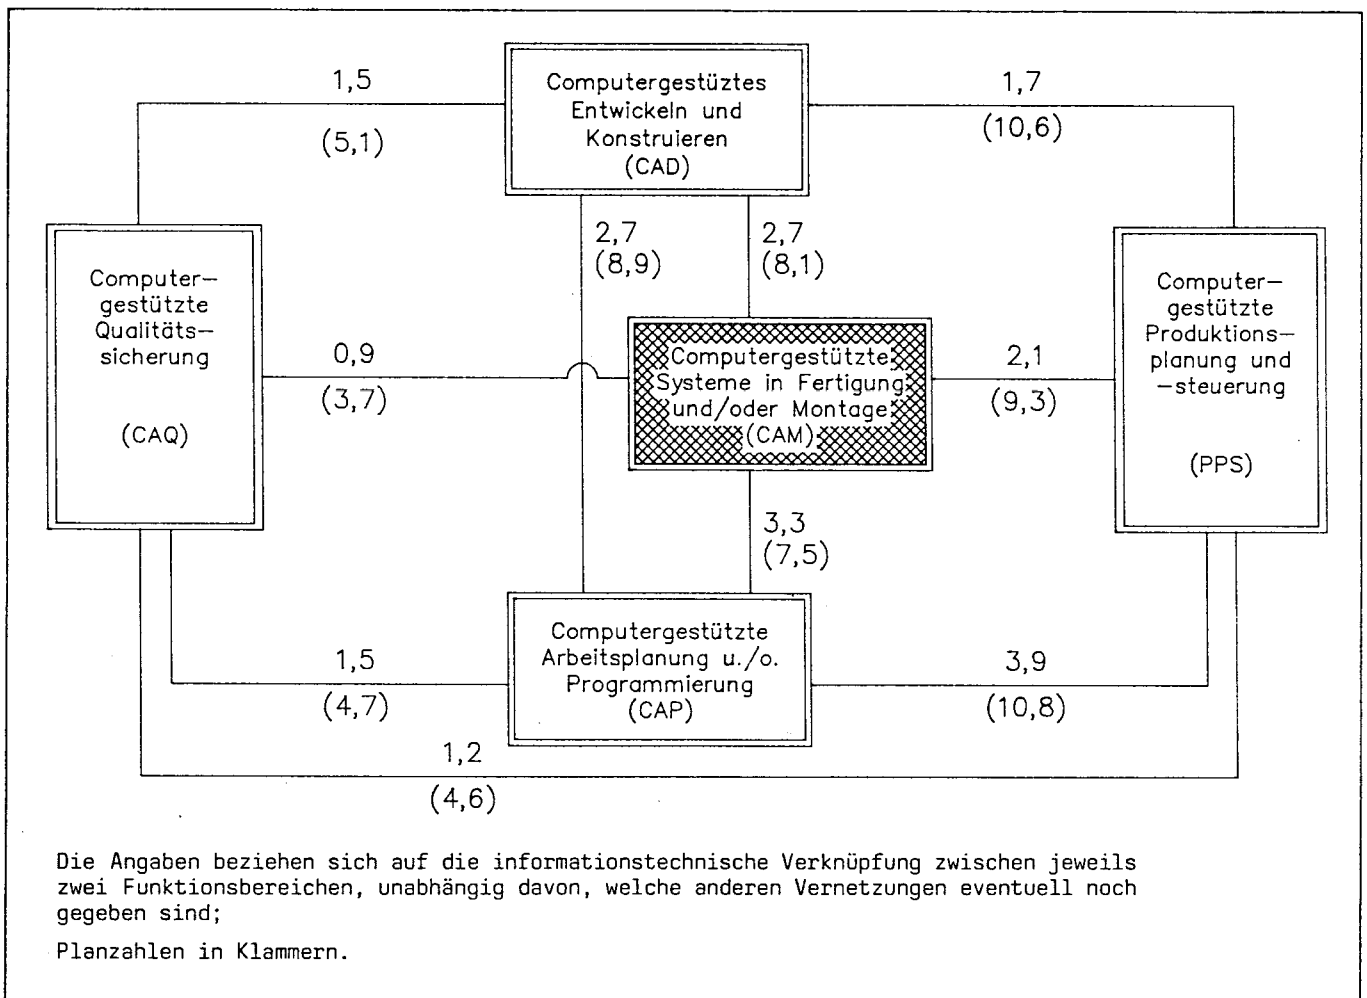 Computergestüztes
Entwickeln und
Konstruieren
(CAD)
1,5
(5,1)
1,7
(10,6)
2,7
(8,9)
2,7
(8,1)
Computer—
gestützte
Qualitäts—
sicherung
(CAQ)
0,9
(3,7)
Computergestützte
Systeme in Fertigung
und/oder Montage
(CAM)
2,1
(9,3)
Computer—
gestützte
Produktions—
planung und
—steuerung
(PPS)
3,3
(7,5)
Computergestützte
Arbeitsplanung u./o.
Programmierung
(CAP)
1,5
(4,7)
3,9
(10,8)
1,2
(4,6)
Die Angaben beziehen sich auf die informationstechnische Verknüpfung zwischen jeweils
zwei Funktionsbereichen, unabhängig davon, welche anderen Vernetzungen eventuell noch
gegeben sind;
Planzahlen in Klammern.